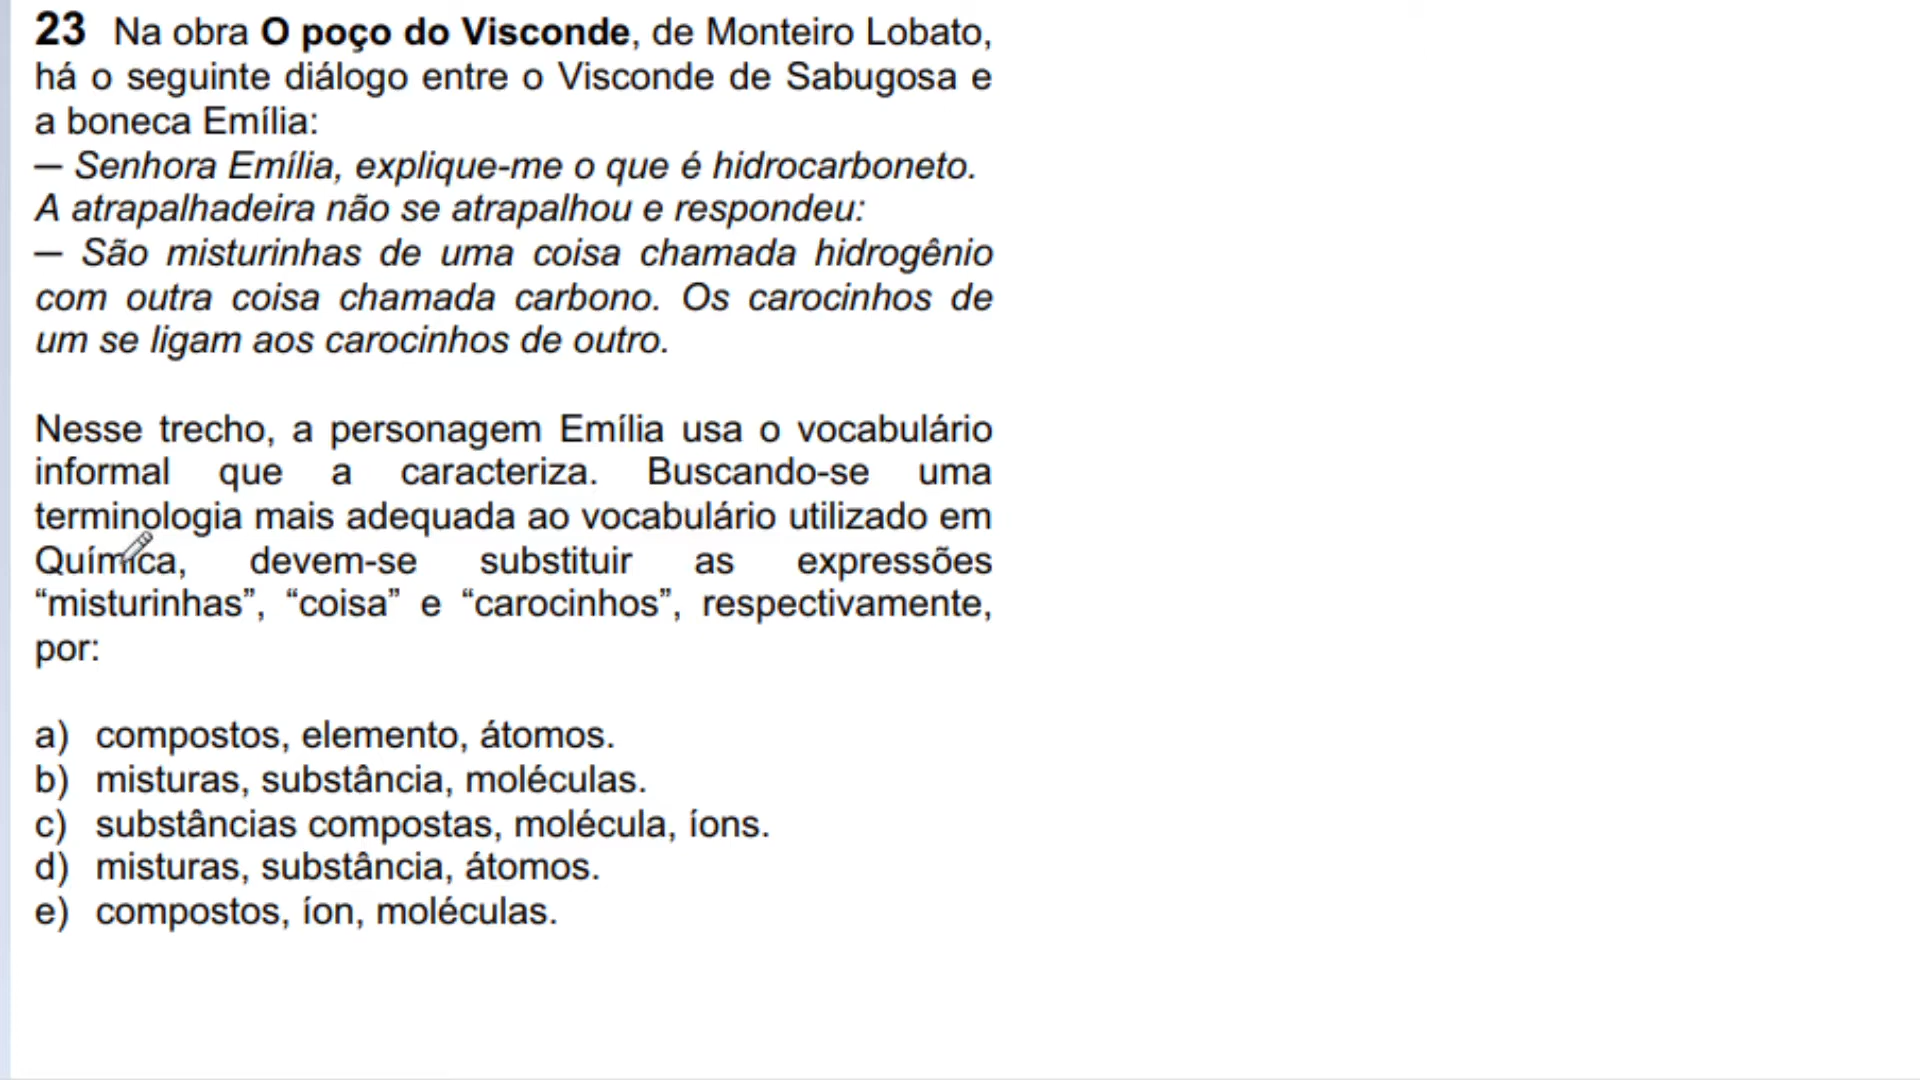 23 Na obra O poço do Visconde, de Monteiro Lobato,
há o seguinte diálogo entre o Visconde de Sabugosa e
a boneca Emília:
— Senhora Emília, explique-me o que é hidrocarboneto.
A atrapalhadeira não se atrapalhou e respondeu:
— São misturinhas de uma coisa chamada hidrogênio
com outra coisa chamada carbono. Os carocinhos de
um se ligam aos carocinhos de outro.
Nesse trecho, a personagem Emília usa o vocabulário
informal que a caracteriza. Buscando-se uma
terminologia mais adequada ao vocabulário utilizado em
Química, devem-se substituir as expressões
“misturinhas”, “coisa” e “carocinhos”, respectivamente,
por:
a) compostos, elemento, átomos.
b) misturas, substância, moléculas.
c) substâncias compostas, molécula, íons.
d) misturas, substância, átomos.
e) compostos, íon, moléculas.